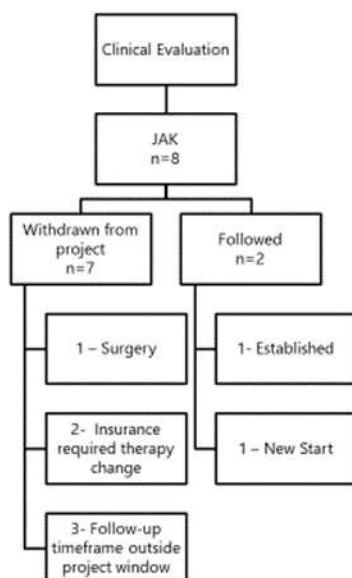 Clinical Evaluation
JAK
n=8
Withdrawn from
project
n=7
Followed
n=2
1 – Surgery
1- Established
2-  Insurance
required therapy
change
1 – New Start
3- Follow-up
timeframe outside
project window